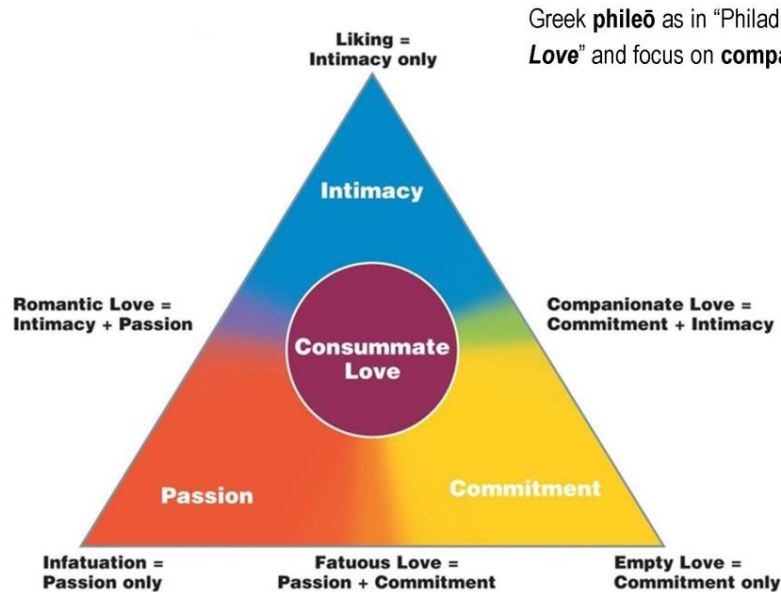 Greek phileō as in “Philad
Love” and focus on compa
Liking =
Intimacy only
Intimacy
Romantic Love =
Intimacy + Passion
Companionate Love =
Commitment + Intimacy
Consummate
Love
Passion
Commitment
Infatuation =
Passion only
Fatuous Love =
Passion + Commitment
Empty Love =
Commitment only